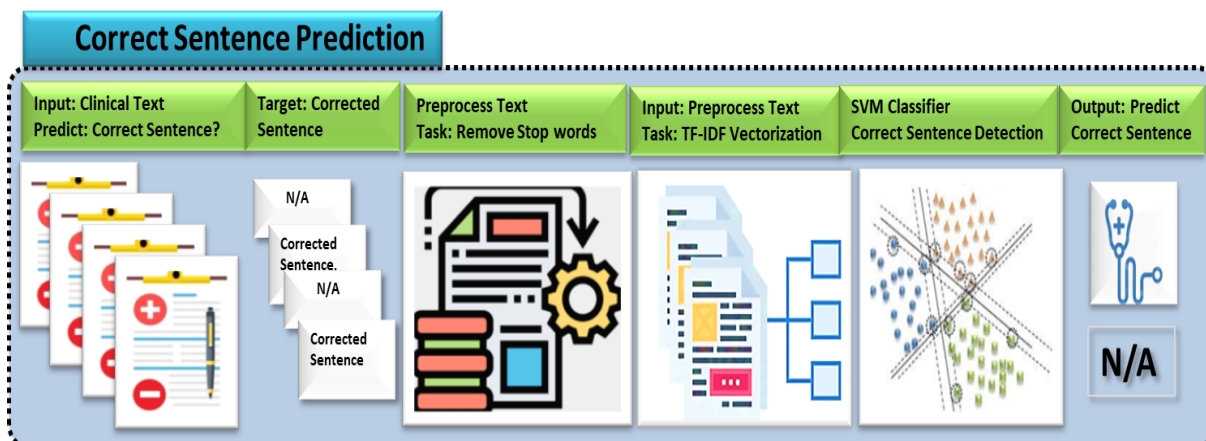 Correct Sentence Prediction
Input: Clinical Text
Predict: Correct Sentence?
Target: Corrected
Sentence
Preprocess Text
Task: Remove Stop words
Input: Preprocess Text
Task: TF-IDF Vectorization
SVM Classifier
Correct Sentence Detection
Output: Predict
Correct Sentence
N/A
Corrected
Sentence.
N/A
Corrected
Sentence
N/A